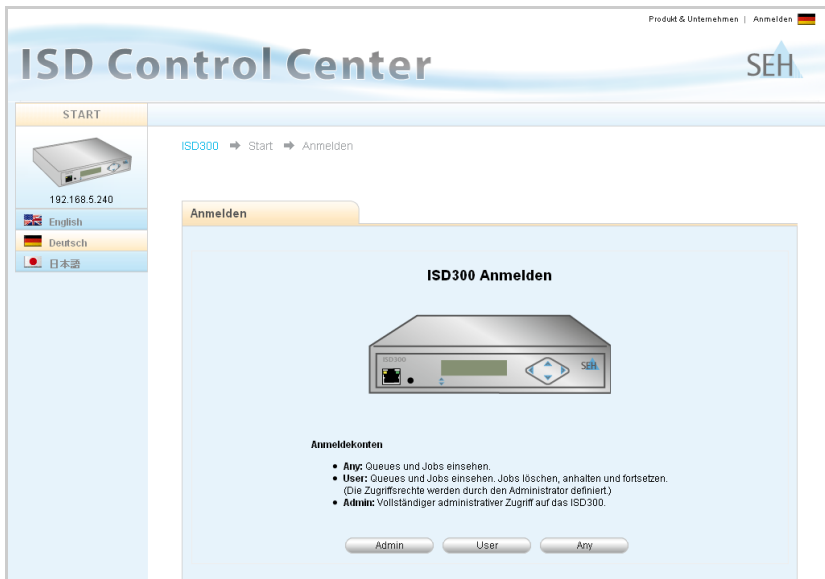 Produkt & Unternehmen | Anmelden
ISD Control Center
SEH
START
192.168.5.240
English
Deutsch
日本語
ISD300 Start Anmelden
Anmelden
ISD300 Anmelden
ISD300
SEH
Anmeldekonten
Any: Queues und Jobs einsehen.
User: Queues und Jobs einsehen. Jobs löschen, anhalten und fortsetzen.
(Die Zugriffsrechte werden durch den Administrator definiert.)
Admin: Vollständiger administrativer Zugriff auf das ISD300.
Admin User Any